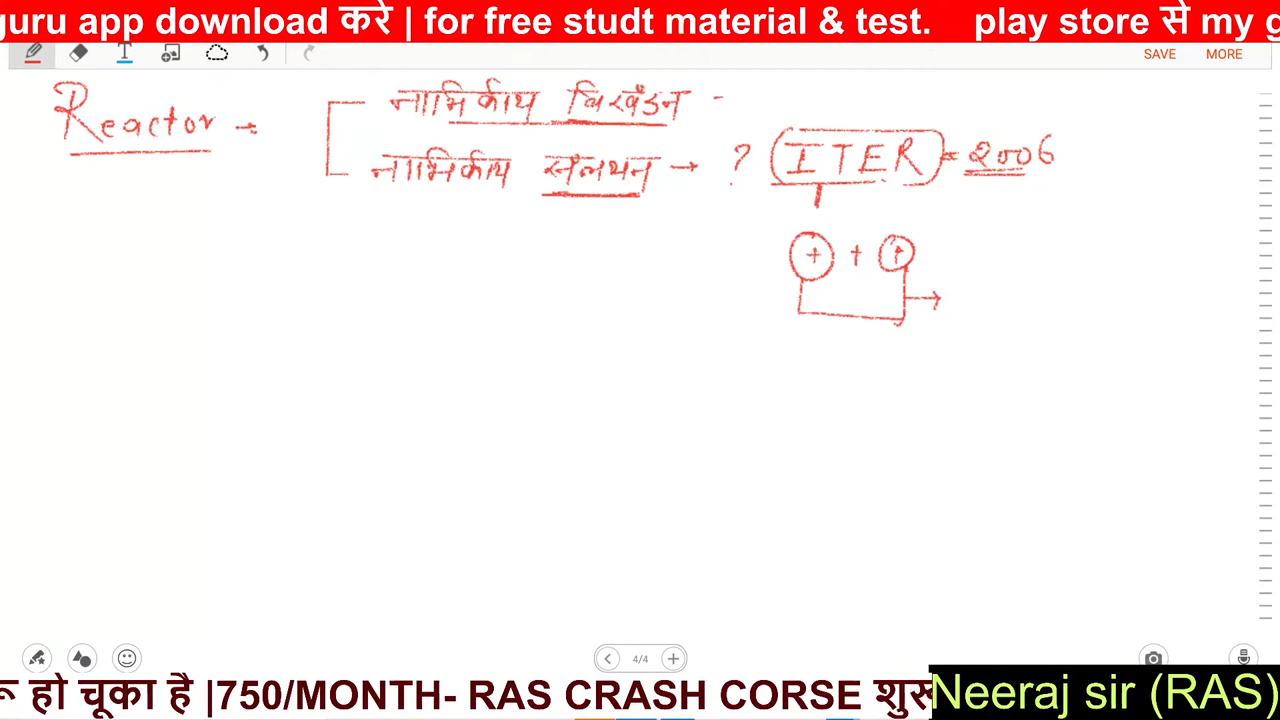 guru app download करे | for free studt material & test. play store से my g
SAVE MORE
Reactor →
नाभिकीय विखंडन -
नाभिकीय संलयन → ? ITER = 2006
+ + +
4/4
रू हो चूका है |750/MONTH- RAS CRASH CORSE शुरू
Neeraj sir (RAS)